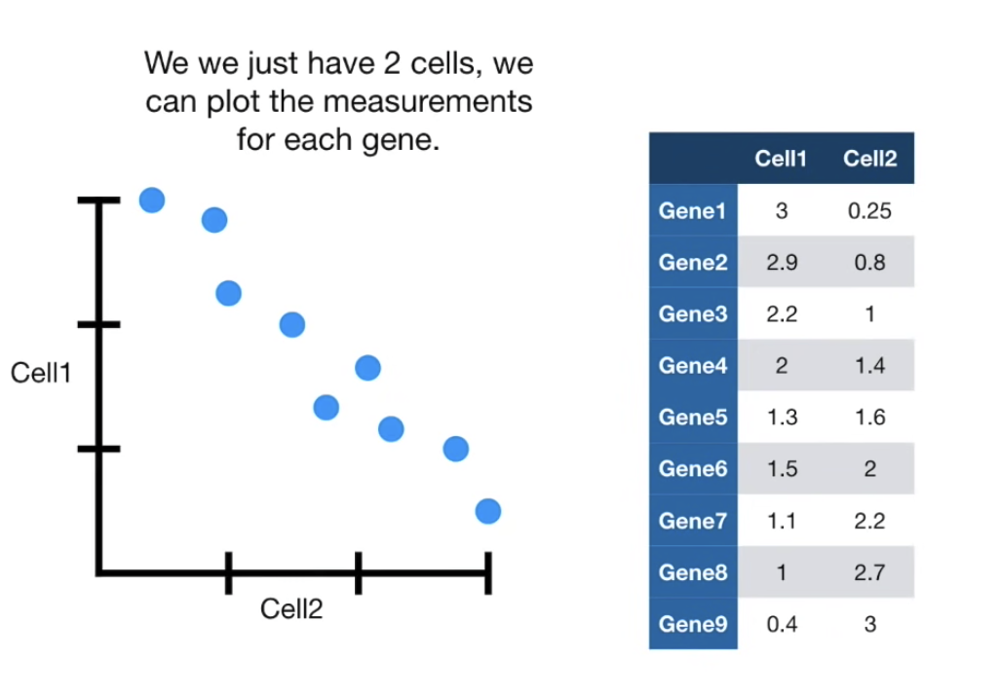 We we just have 2 cells, we
can plot the measurements
for each gene.
Cell1
Cell2
Cell1 Cell2
Gene1 3 0.25
Gene2 2.9 0.8
Gene3 2.2 1
Gene4 2 1.4
Gene5 1.3 1.6
Gene6 1.5 2
Gene7 1.1 2.2
Gene8 1 2.7
Gene9 0.4 3